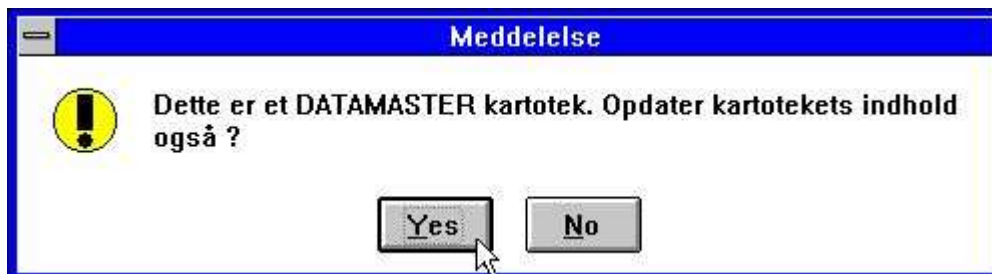 Meddelelse
Dette er et DATAMASTER kartotek. Opdater kartotekets indhold
også ?
Yes No